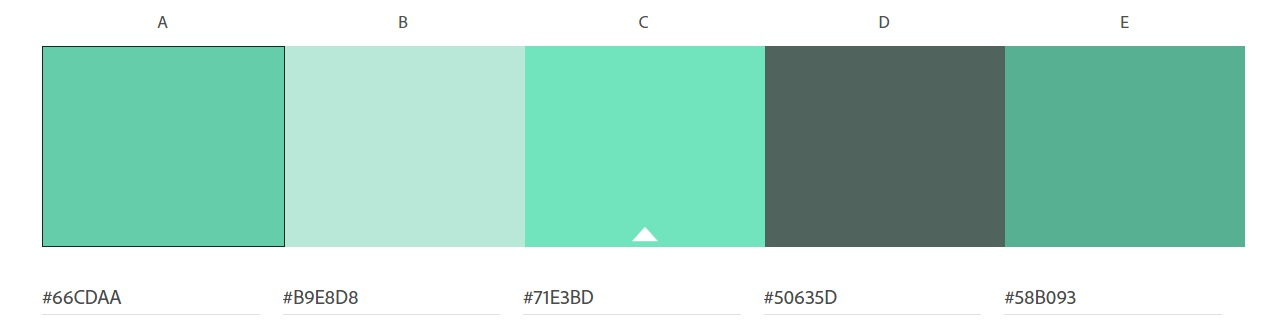 A B C D E
#66CDAA #B9E8D8 #71E3BD #50635D #58B093